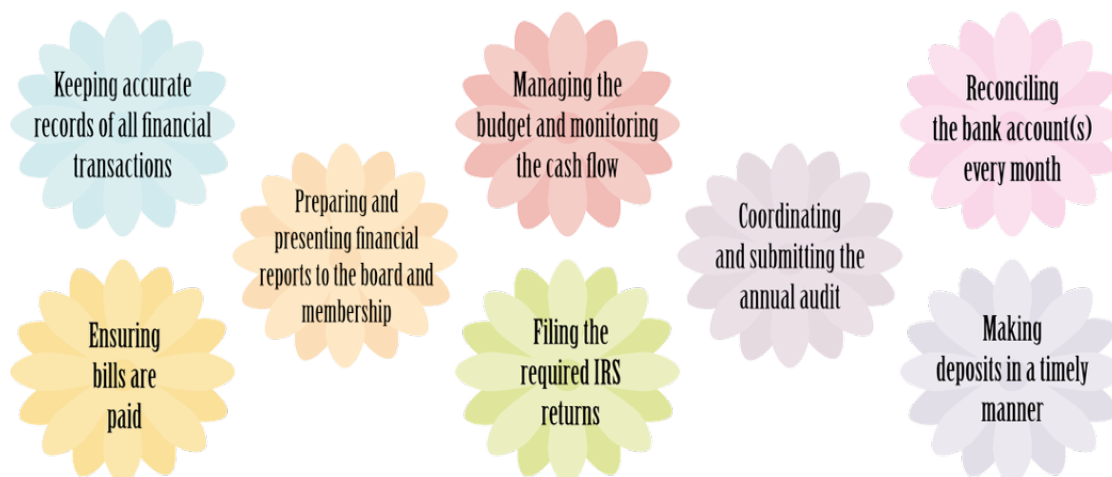 Keeping accurate
records of all financial
transactions
Managing the
budget and monitoring
the cash flow
Reconciling
the bank account(s)
every month
Preparing and
presenting financial
reports to the board and
membership
Coordinating
and submitting the
annual audit
Ensuring
bills are
paid
Filing the
required IRS
returns
Making
deposits in a timely
manner